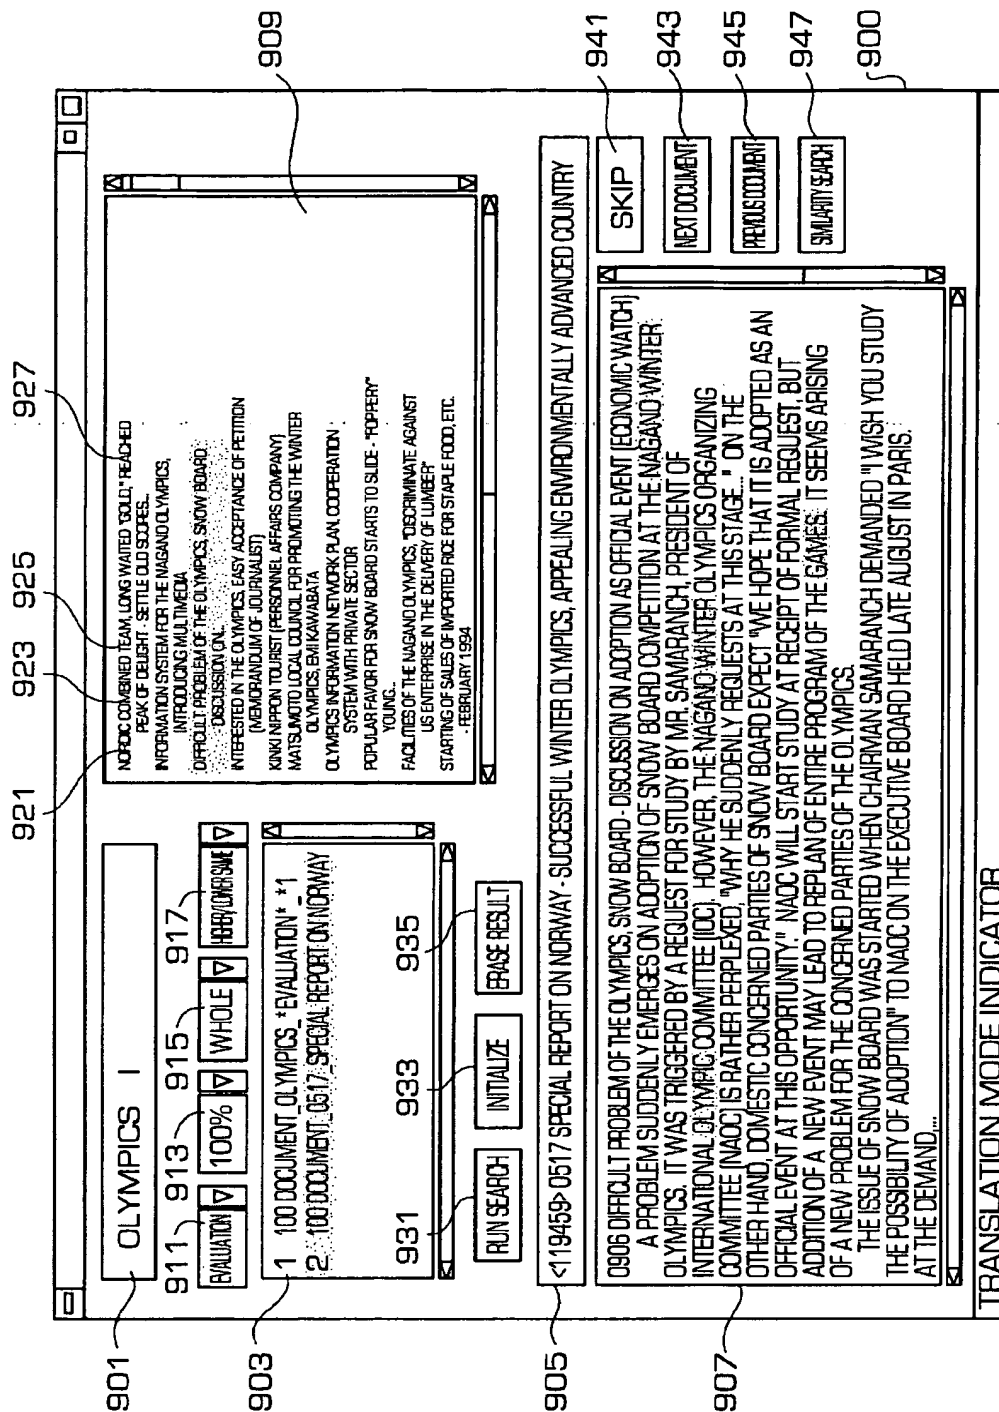 901
OLYMPICS I
911
913
915
917
EVALUATION
100%
WHOLE
HIGHER/LOWER SAVE
903
1 100 DOCUMENT_OLYMPICS_*EVALUATION*_*1
2 100 DOCUMENT_0517_SPECIAL REPORT ON NORWAY
931
933
935
RUN SEARCH
INITIALIZE
ERASE RESULT
921
923
925
927
909
NORDIC COMBINED TEAM, LONG WAITED "GOLD," REACHED
PEAK OF DELIGHT - SETTLE OLD SCORES...
INFORMATION SYSTEM FOR THE NAGANO OLYMPICS,
INTRODUCING MULTIMEDIA
DIFFICULT PROBLEM OF THE OLYMPICS, SNOW BOARD,
DISCUSSION ON...
INTERESTED IN THE OLYMPICS, EASY ACCEPTANCE OF PETITION
(MEMORANDUM OF JOURNALIST)
KINKI NIPPON TOURIST (PERSONNEL AFFAIRS COMPANY)
MATSUMOTO LOCAL COUNCIL FOR PROMOTING THE WINTER
OLYMPICS, EMI KAWABATA
OLYMPICS INFORMATION NETWORK PLAN, COOPERATION
SYSTEM WITH PRIVATE SECTOR
POPULAR FAVOR FOR SNOW BOARD STARTS TO SLIDE - "FOPPERY"
YOUNG...
FACILITIES OF THE NAGANO OLYMPICS, "DISCRIMINATE AGAINST
US ENTERPRISE IN THE DELIVERY OF LUMBER"
STARTING OF SALES OF IMPORTED RICE FOR STAPLE FOOD, ETC.
- FEBRUARY 1994
905
<119459> 0517 SPECIAL REPORT ON NORWAY - SUCCESSFUL WINTER OLYMPICS, APPEALING ENVIRONMENTALLY ADVANCED COUNTRY
907
0906 DIFFICULT PROBLEM OF THE OLYMPICS, SNOW BOARD - DISCUSSION ON ADOPTION AS OFFICIAL EVENT (ECONOMIC WATCH)
A PROBLEM SUDDENLY EMERGES ON ADOPTION OF SNOW BOARD COMPETITION AT THE NAGANO WINTER
OLYMPICS. IT WAS TRIGGERED BY A REQUEST FOR STUDY BY MR. SAMARANCH, PRESIDENT OF
INTERNATIONAL OLYMPIC COMMITTEE (IOC). HOWEVER, THE NAGANO WINTER OLYMPICS ORGANIZING
COMMITTEE (NAOC) IS RATHER PERPLEXED, "WHY HE SUDDENLY REQUESTS AT THIS STAGE..." ON THE
OTHER HAND, DOMESTIC CONCERNED PARTIES OF SNOW BOARD EXPECT "WE HOPE THAT IT IS ADOPTED AS AN
OFFICIAL EVENT AT THIS OPPORTUNITY." NAOC WILL START STUDY AT RECEIPT OF FORMAL REQUEST, BUT
ADDITION OF A NEW EVENT MAY LEAD TO REPLAN OF ENTIRE PROGRAM OF THE GAMES. IT SEEMS ARISING
OF A NEW PROBLEM FOR THE CONCERNED PARTIES OF THE OLYMPICS.
THE ISSUE OF SNOW BOARD WAS STARTED WHEN CHAIRMAN SAMARANCH DEMANDED "I WISH YOU STUDY
THE POSSIBILITY OF ADOPTION" TO NAOC ON THE EXECUTIVE BOARD HELD LATE AUGUST IN PARIS.
AT THE DEMAND,...
SKIP
941
NEXT DOCUMENT
943
PREVIOUS DOCUMENT
945
SIMILARITY SEARCH
947
900
TRANSLATION MODE INDICATOR